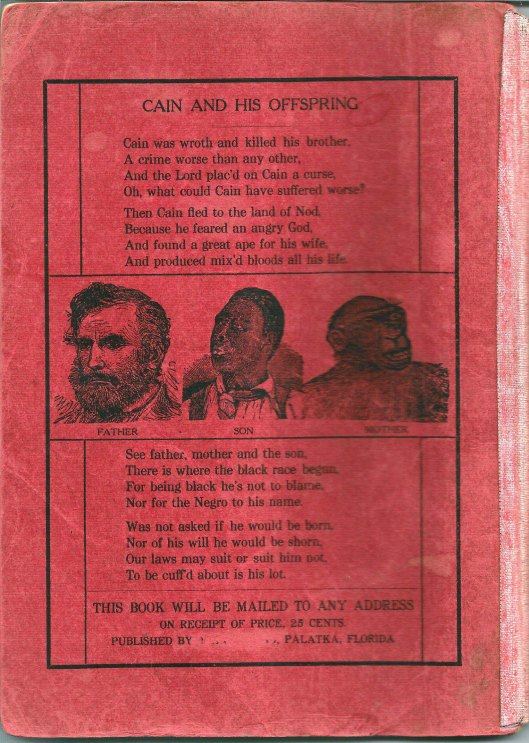 CAIN AND HIS OFFSPRING
Cain was wroth and killed his brother,
A crime worse than any other,
And the Lord plac'd on Cain a curse,
Oh, what could Cain have suffered worse?
Then Cain fled to the land of Nod,
Because he feared an angry God,
And found a great ape for his wife,
And produced mix'd bloods all his life.
FATHER SON MOTHER
See father, mother and the son,
There is where the black race began,
For being black he's not to blame,
Nor for the Negro to his name.
Was not asked if he would be born,
Nor of his will he would be shorn,
Our laws may suit or suit him not,
To be cuff'd about is his lot.
THIS BOOK WILL BE MAILED TO ANY ADDRESS
ON RECEIPT OF PRICE, 25 CENTS.
PUBLISHED BY PALATKA, FLORIDA